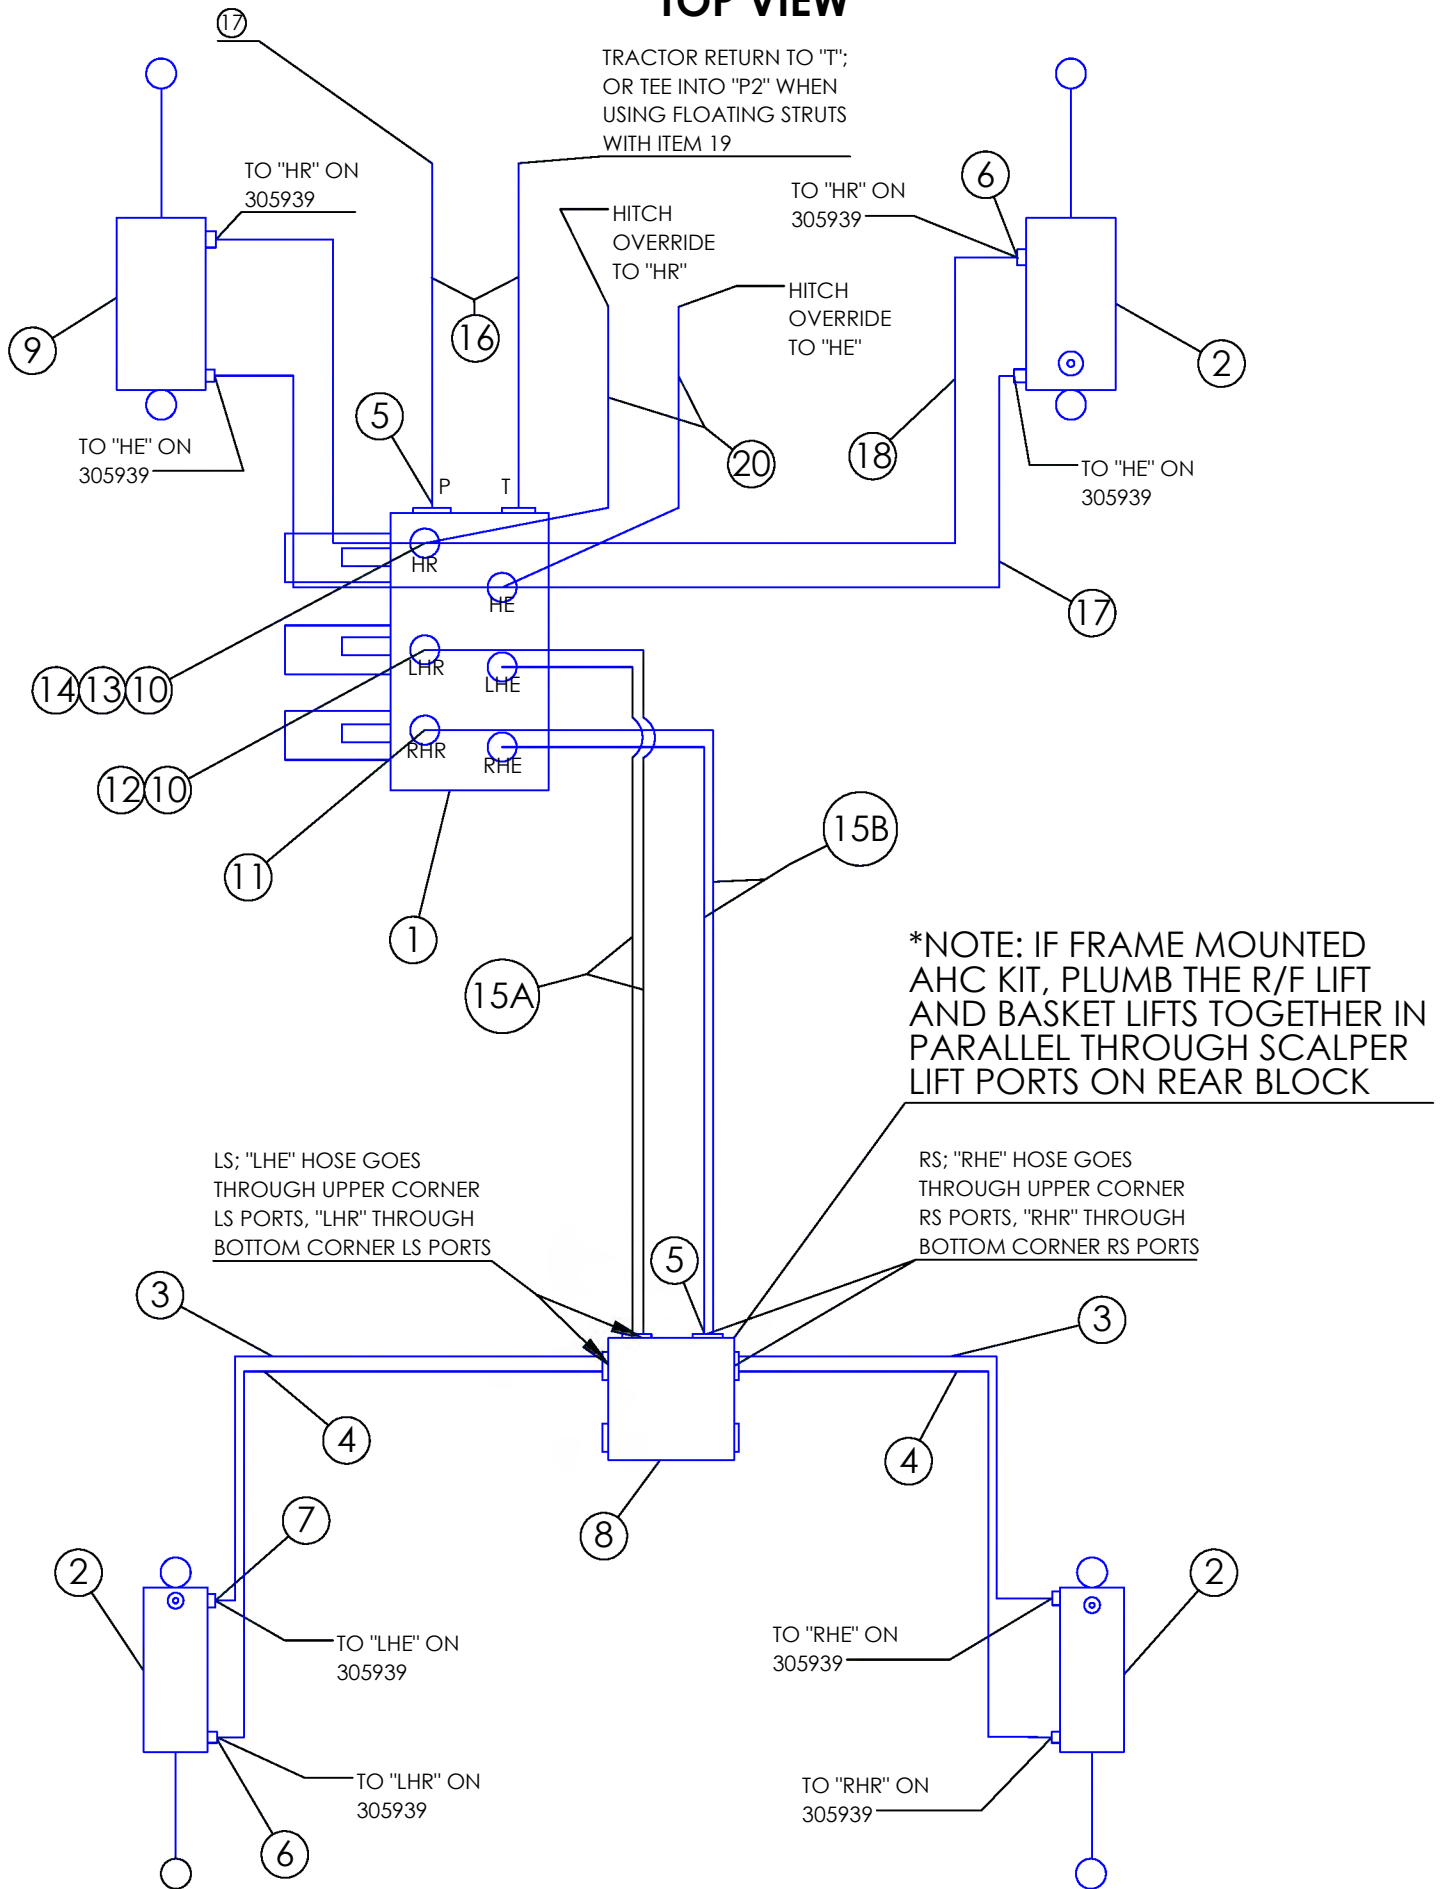 TOP VIEW
17
TRACTOR RETURN TO "T";
OR TEE INTO "P2" WHEN
USING FLOATING STRUTS
WITH ITEM 19
TO "HR" ON
305939
6
TO "HR" ON
305939
HITCH
OVERRIDE
TO "HR"
HITCH
OVERRIDE
TO "HE"
9
16
2
5
TO "HE" ON
305939
20
18
TO "HE" ON
305939
P T
HR
HE
17
LHR
LHE
14 13 10
RHR
RHE
12 10
15B
11
1
15A
*NOTE: IF FRAME MOUNTED
AHC KIT, PLUMB THE R/F LIFT
AND BASKET LIFTS TOGETHER IN
PARALLEL THROUGH SCALPER
LIFT PORTS ON REAR BLOCK
LS; "LHE" HOSE GOES
THROUGH UPPER CORNER
LS PORTS, "LHR" THROUGH
BOTTOM CORNER LS PORTS
RS; "RHE" HOSE GOES
THROUGH UPPER CORNER
RS PORTS, "RHR" THROUGH
BOTTOM CORNER RS PORTS
5
3
3
4
4
7
8
2
2
TO "LHE" ON
305939
TO "RHE" ON
305939
TO "LHR" ON
305939
TO "RHR" ON
305939
6